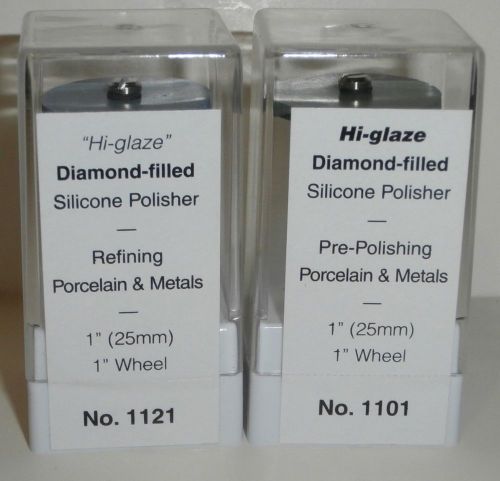 "Hi-glaze"
Diamond-filled
Silicone Polisher
—
Refining
Porcelain & Metals
—
1" (25mm)
1" Wheel
No. 1121
Hi-glaze
Diamond-filled
Silicone Polisher
—
Pre-Polishing
Porcelain & Metals
—
1" (25mm)
1" Wheel
No. 1101